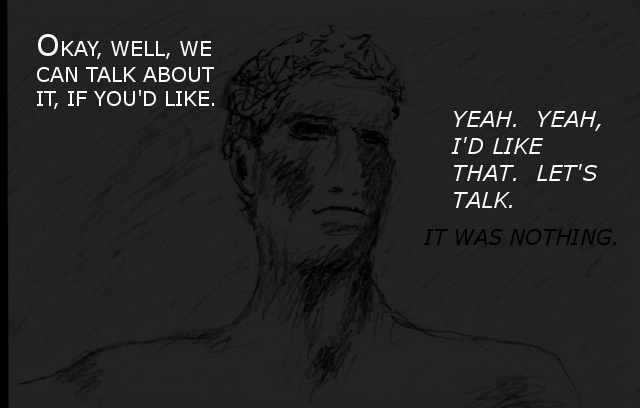 OKAY, WELL, WE
CAN TALK ABOUT
IT, IF YOU'D LIKE.
YEAH. YEAH,
I'D LIKE
THAT. LET'S
TALK.
IT WAS NOTHING.